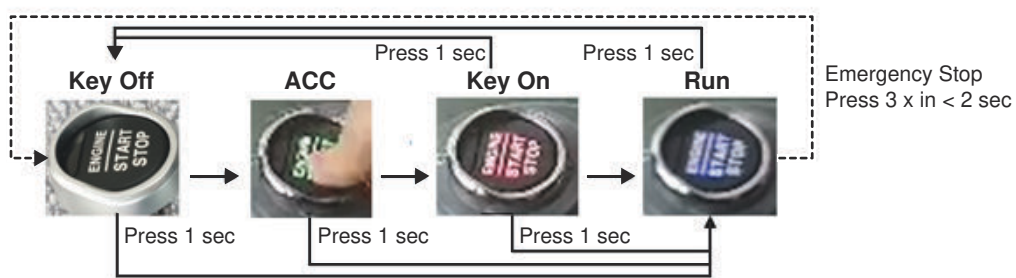 Press 1 sec
Press 1 sec
Key Off
ACC
Key On
Run
Emergency Stop
Press 3 x in < 2 sec
ENGINE
START
STOP
ENGINE
START
STOP
ENGINE
START
STOP
Press 1 sec
Press 1 sec
Press 1 sec